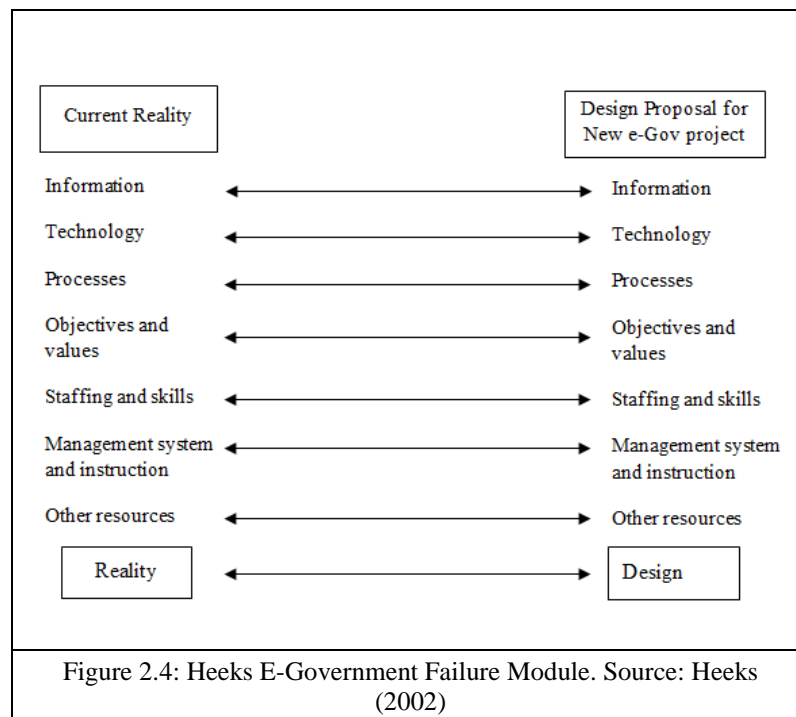 Current Reality
Design Proposal for
New e-Gov project
Information
Information
Technology
Technology
Processes
Processes
Objectives and
values
Objectives and
values
Staffing and skills
Staffing and skills
Management system
and instruction
Management system
and instruction
Other resources
Other resources
Reality
Design
Figure 2.4: Heeks E-Government Failure Module. Source: Heeks
(2002)